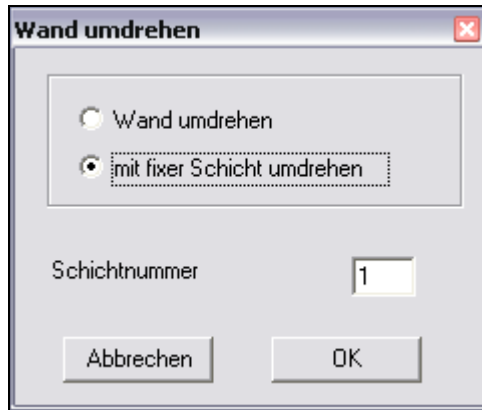 Wand umdrehen
Wand umdrehen
mit fixer Schicht umdrehen
Schichtnummer 1
Abbrechen OK